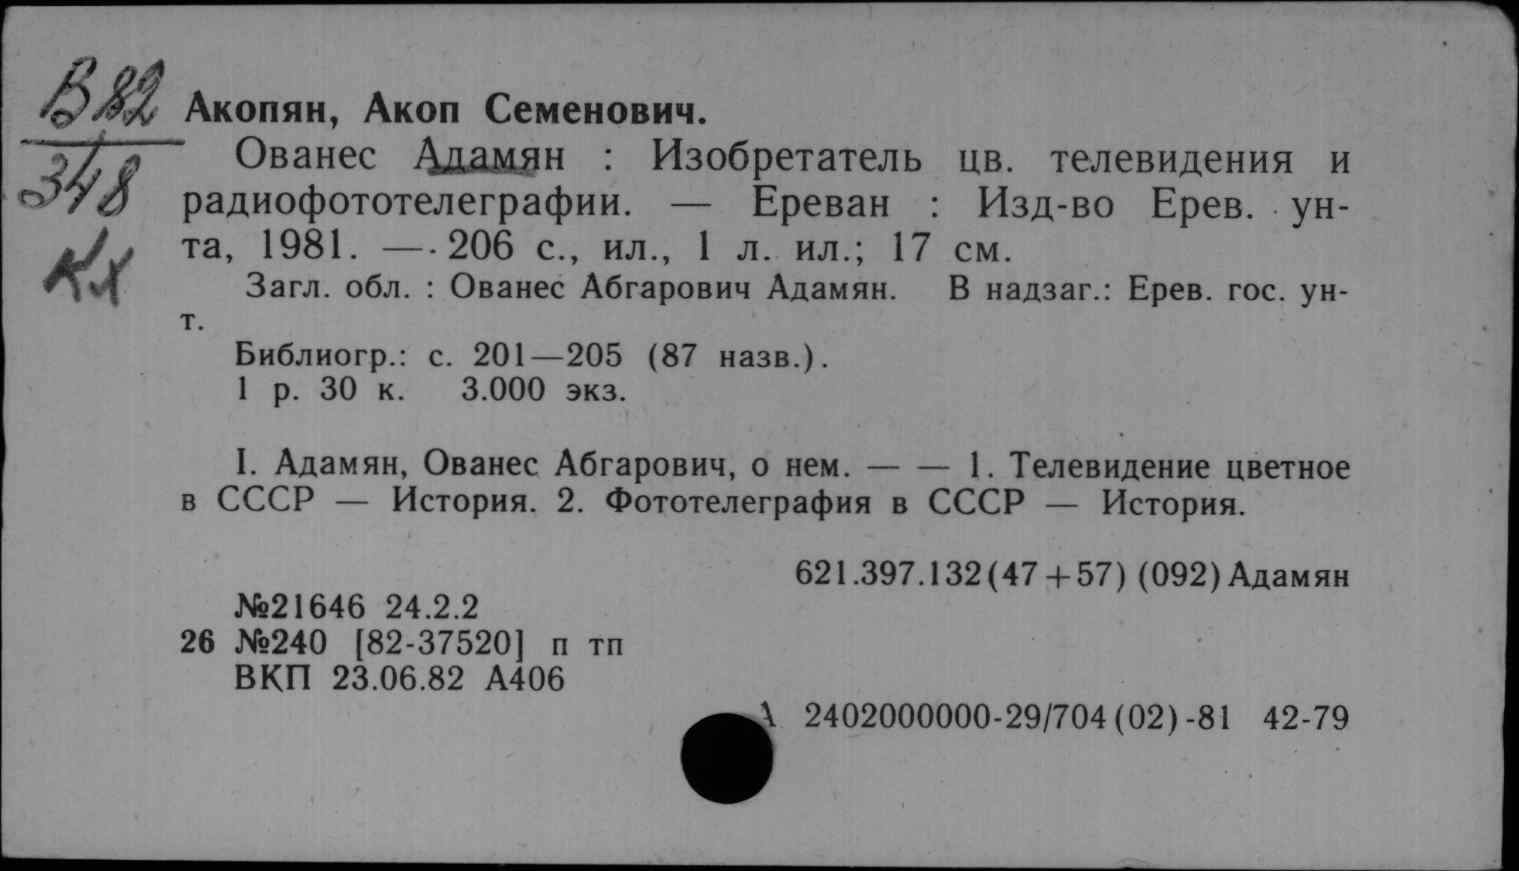 В 82
348
Кх
Акопян, Акоп Семенович.
Ованес Адамян : Изобретатель цв. телевидения и
радиофототелеграфии. — Ереван : Изд-во Ерев. ун-
та, 1981. — 206 с., ил., 1 л. ил.; 17 см.
Загл. обл. : Ованес Абгарович Адамян. В надзаг.: Ерев. гос. ун-
т.
Библиогр.: с. 201—205 (87 назв.).
1 р. 30 к. 3.000 экз.
I. Адамян, Ованес Абгарович, о нем. — — 1. Телевидение цветное
в СССР — История. 2. Фототелеграфия в СССР — История.
621.397.132(47+57) (092) Адамян
№21646 24.2.2
26 №240 [82-37520] п тп
ВКП 23.06.82 А406
2402000000-29/704(02)-81 42-79